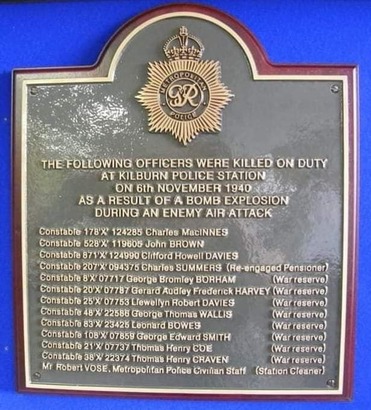 METROPOLITAN
GR
POLICE
THE FOLLOWING OFFICERS WERE KILLED ON DUTY
AT KILBURN POLICE STATION
ON 6th NOVEMBER 1940
AS A RESULT OF A BOMB EXPLOSION
DURING AN ENEMY AIR ATTACK
Constable 178'X' 124285 Charles MacINNES
Constable 528'X' 119605 John BROWN
Constable 871'X' 124990 Clifford Howell DAVIES
Constable 207'X' 094375 Charles SUMMERS (Re-engaged Pensioner)
Constable 8'X' 07717 George Bromley BORHAM (War reserve)
Constable 20'X' 07787 Gerard Audley Frederick HARVEY (War reserve)
Constable 25'X' 07753 Llewellyn Robert DAVIES (War reserve)
Constable 48'X' 22586 George Thomas WALLIS (War reserve)
Constable 83'X' 23426 Leonard BOWES (War reserve)
Constable 108'X' 07859 George Edward SMITH (War reserve)
Constable 21'X' 07737 Thomas Henry COE (War reserve)
Constable 38'X' 22374 Thomas Henry CRAVEN (War reserve)
Mr Robert VOSE, Metropolitan Police Civilian Staff (Station Cleaner)